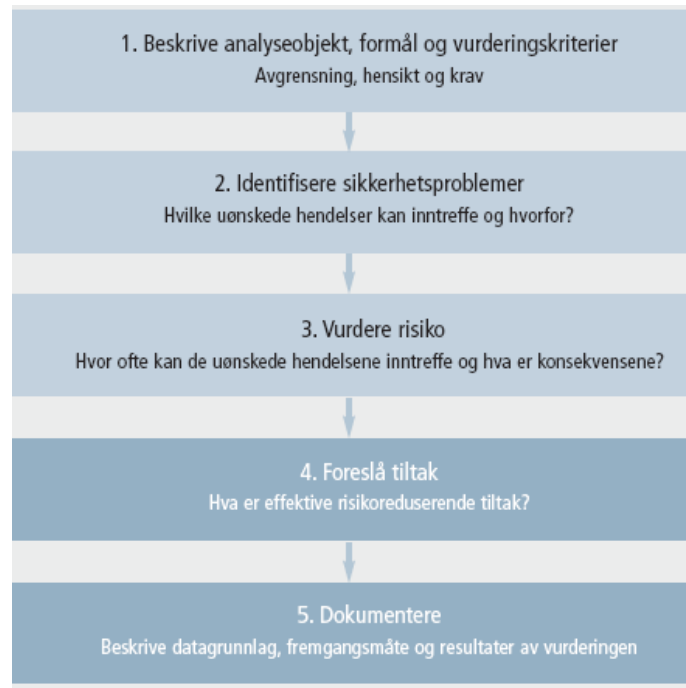 1. Beskrive analyseobjekt, formål og vurderingskriterier
Avgrensning, hensikt og krav
2. Identifisere sikkerhetsproblemer
Hvilke uønskede hendelser kan inntreffe og hvorfor?
3. Vurdere risiko
Hvor ofte kan de uønskede hendelsene inntreffe og hva er konsekvensene?
4. Foreslå tiltak
Hva er effektive risikoreduserende tiltak?
5. Dokumentere
Beskrive datagrunnlag, fremgangsmåte og resultater av vurderingen